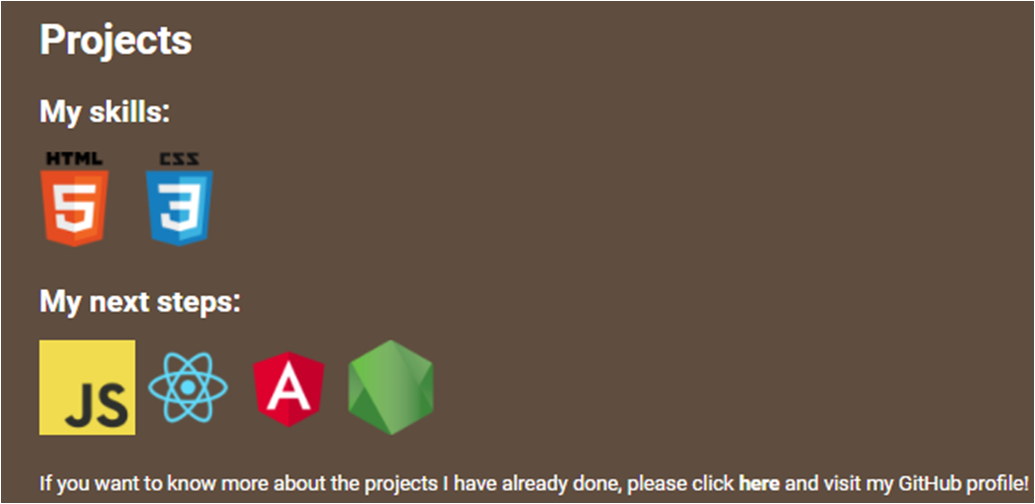 Projects
My skills:
HTML CSS
5 3
My next steps:
JS A
If you want to know more about the projects I have already done, please click here and visit my GitHub profile!